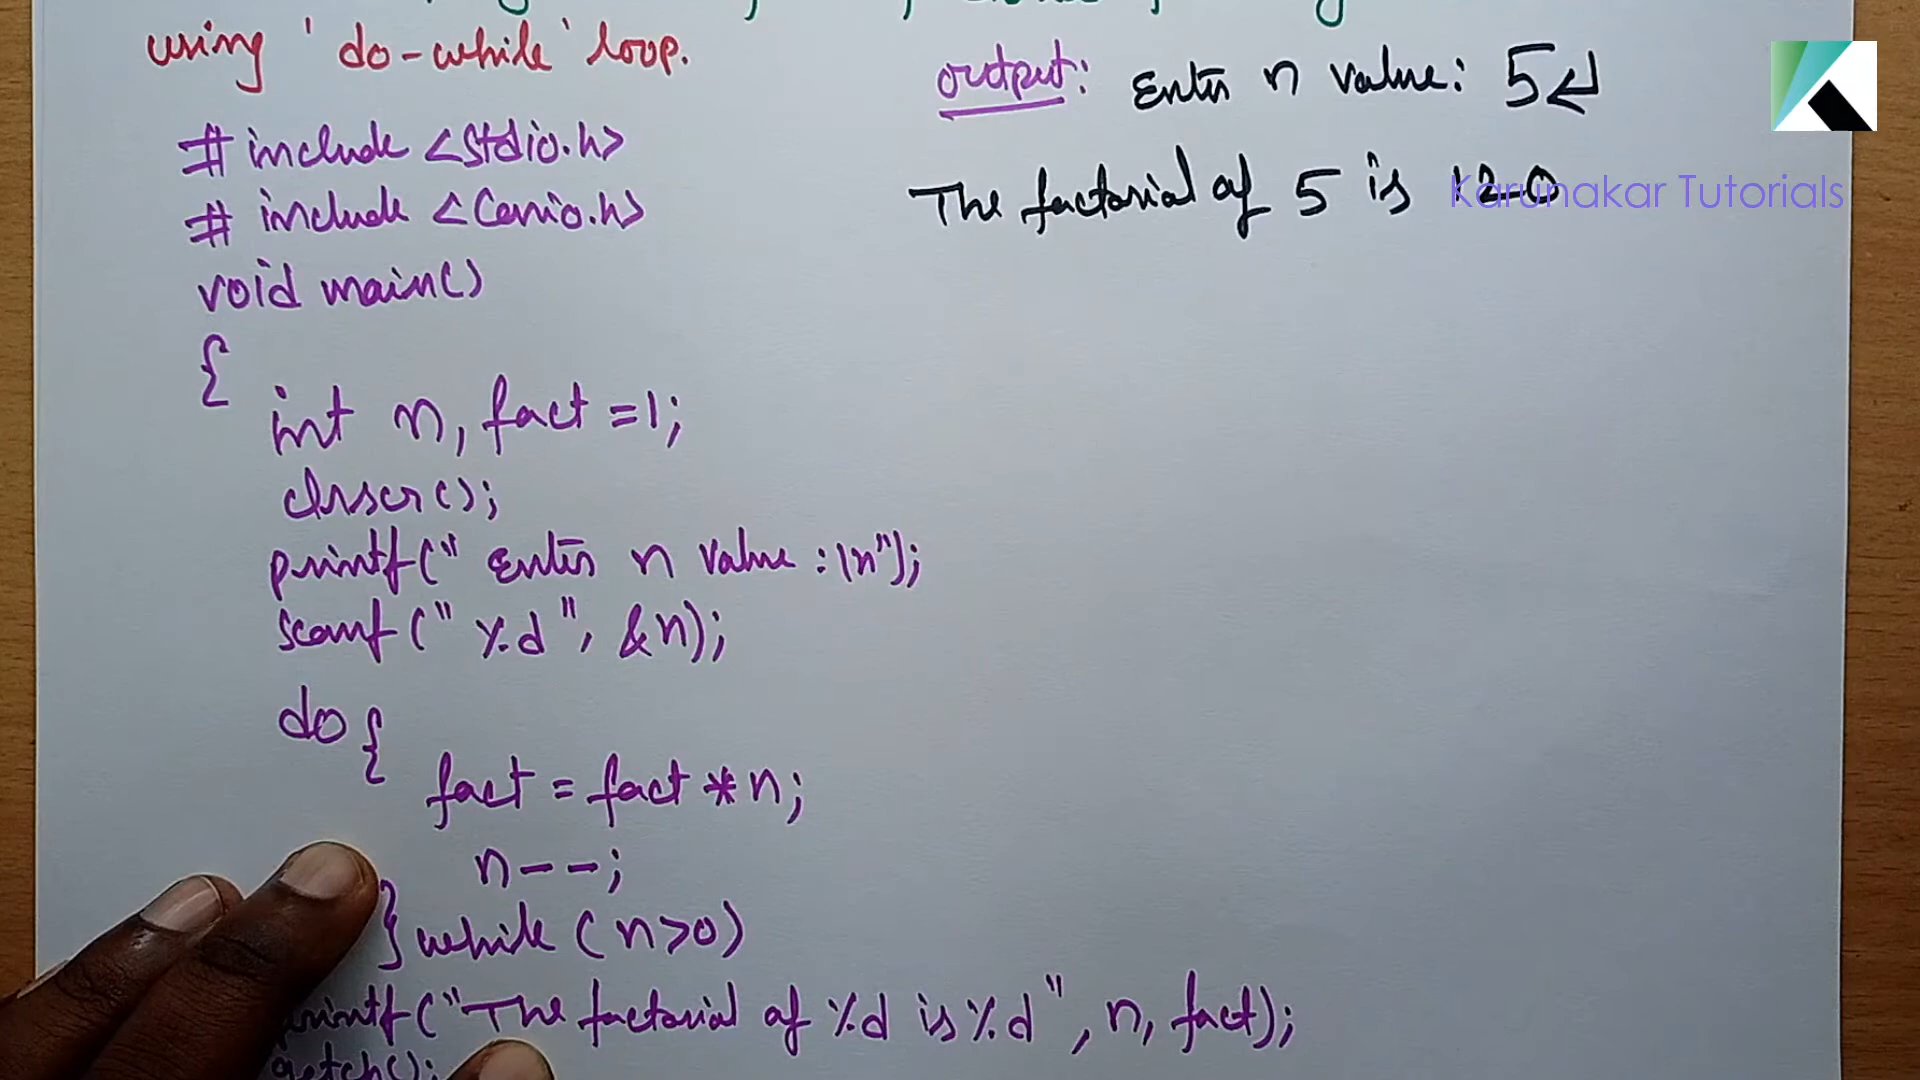 using 'do-while' loop.
#include <stdio.h>
#include <conio.h>
void main()
{
int n, fact =1;
clrscr();
printf(" Enter n value :\n");
scanf(" %d ", &n);
do {
fact = fact * n;
n--;
} while (n>0)
printf("The factorial of %d is %d ", n, fact);
getch();
output: Enter n value: 5↵
The factorial of 5 is 120
Karunakar Tutorials